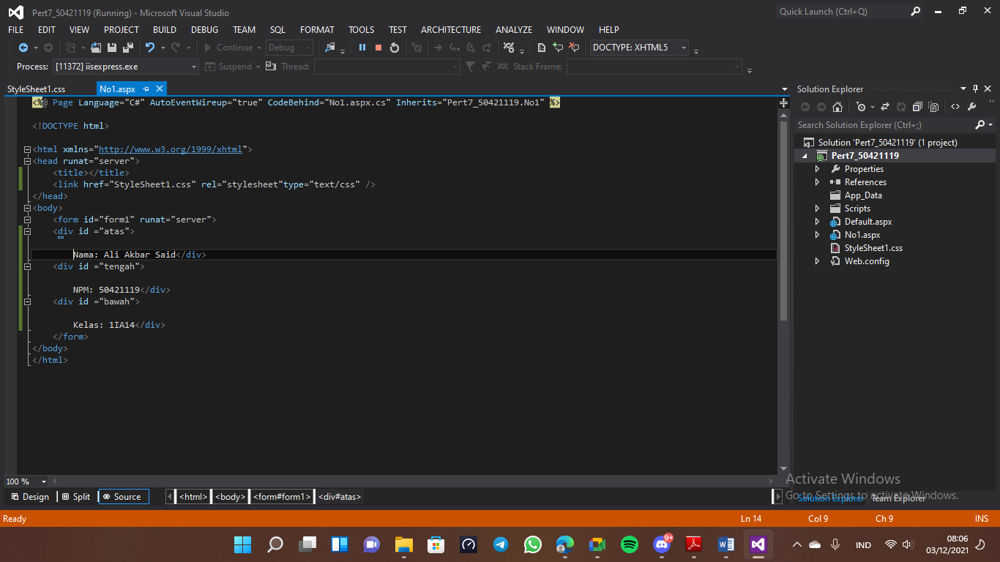 Pert7_50421119 (Running) - Microsoft Visual Studio
Quick Launch (Ctrl+Q)
FILE EDIT VIEW PROJECT BUILD DEBUG TEAM SQL FORMAT TOOLS TEST ARCHITECTURE ANALYZE WINDOW HELP
Continue Debug DOCTYPE: XHTML5
Process: [11372] iisexpress.exe Suspend Thread: Stack Frame:
StyleSheet1.css No1.aspx
<%@ Page Language="C#" AutoEventWireup="true" CodeBehind="No1.aspx.cs" Inherits="Pert7_50421119.No1" %>
<!DOCTYPE html>
<html xmlns="http://www.w3.org/1999/xhtml">
<head runat="server">
<title></title>
<link href="StyleSheet1.css" rel="stylesheet"type="text/css" />
</head>
<body>
<form id="form1" runat="server">
<div id ="atas">
Nama: Ali Akbar Said</div>
<div id ="tengah">
NPM: 50421119</div>
<div id ="bawah">
Kelas: 1IA14</div>
</form>
</body>
</html>
Solution Explorer
Search Solution Explorer (Ctrl+;)
Solution 'Pert7_50421119' (1 project)
Pert7_50421119
Properties
References
App_Data
Scripts
Default.aspx
No1.aspx
StyleSheet1.css
Web.config
100 %
Design Split Source <html> <body> <form#form1> <div#atas>
Activate Windows
Go to Settings to activate Windows.
Solution Explorer Team Explorer
Ready Ln 14 Col 9 Ch 9 INS
9+
IND
08:06
03/12/2021